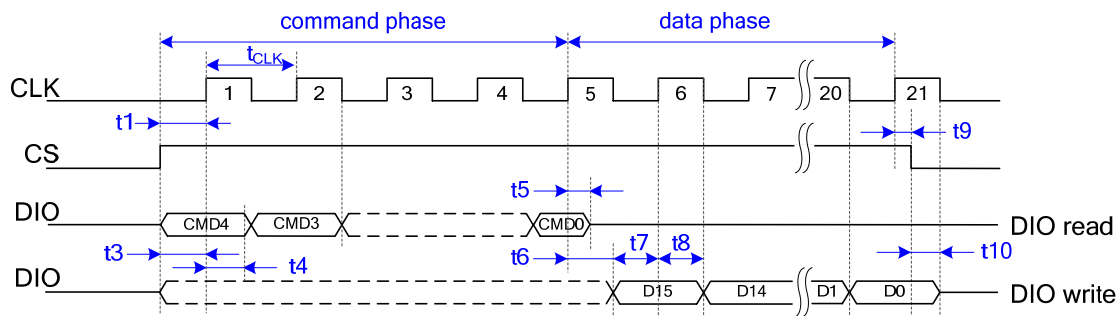 command phase data phase
tCLK
CLK 1 2 3 4 5 6 7 20 21
t1 t9
CS
t5
DIO CMD4 CMD3 CMD0 DIO read
t3 t4 t6 t7 t8 t10
DIO D15 D14 D1 D0 DIO write